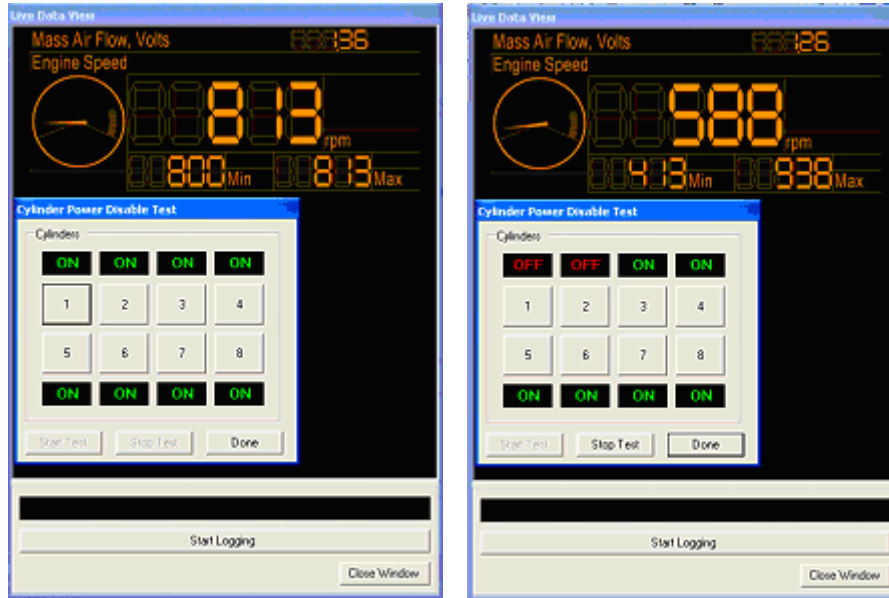 Live Data View
Mass Air Flow, Volts 1.36
Engine Speed
813 rpm
800 Min 813 Max
Cylinder Power Disable Test
Cylinders
ON ON ON ON
1 2 3 4
5 6 7 8
ON ON ON ON
Start Test Stop Test Done
Start Logging
Close Window
Live Data View
Mass Air Flow, Volts 1.26
Engine Speed
588 rpm
413 Min 938 Max
Cylinder Power Disable Test
Cylinders
OFF OFF ON ON
1 2 3 4
5 6 7 8
ON ON ON ON
Start Test Stop Test Done
Start Logging
Close Window